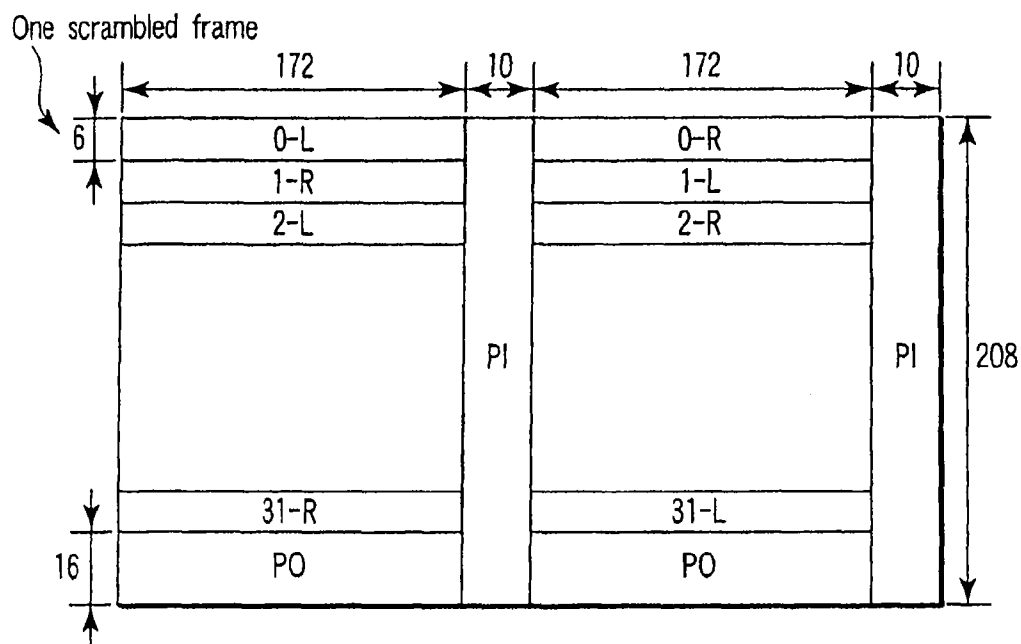 One scrambled frame
172
10
172
10
6
0-L
0-R
1-R
1-L
2-L
2-R
PI
PI
208
31-R
31-L
16
PO
PO